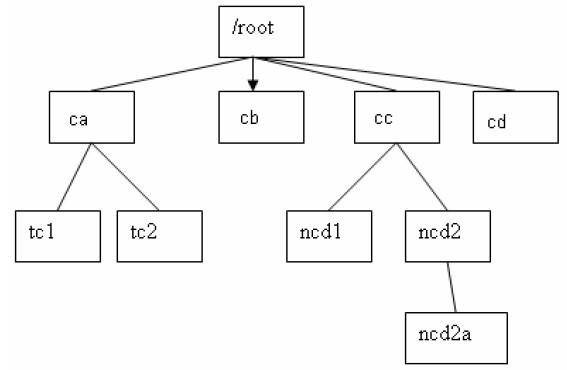 /root
ca
cb
cc
cd
tc1
tc2
ncd1
ncd2
ncd2a